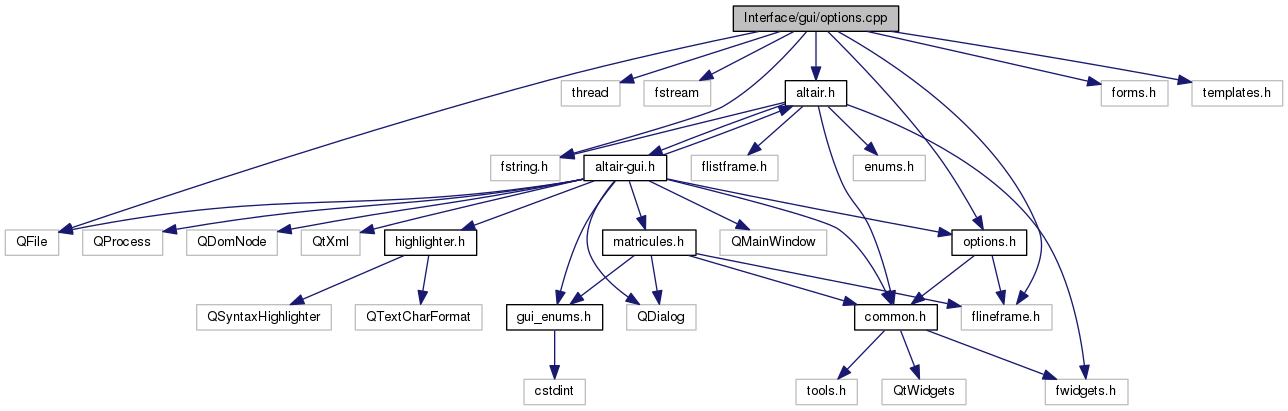 Interface/gui/options.cpp
thread
fstream
altair.h
forms.h
templates.h
fstring.h
altair-gui.h
flistframe.h
enums.h
QFile
QProcess
QDomNode
QtXml
highlighter.h
matricules.h
QMainWindow
options.h
QSyntaxHighlighter
QTextCharFormat
gui_enums.h
QDialog
common.h
flineframe.h
cstdint
tools.h
QtWidgets
fwidgets.h